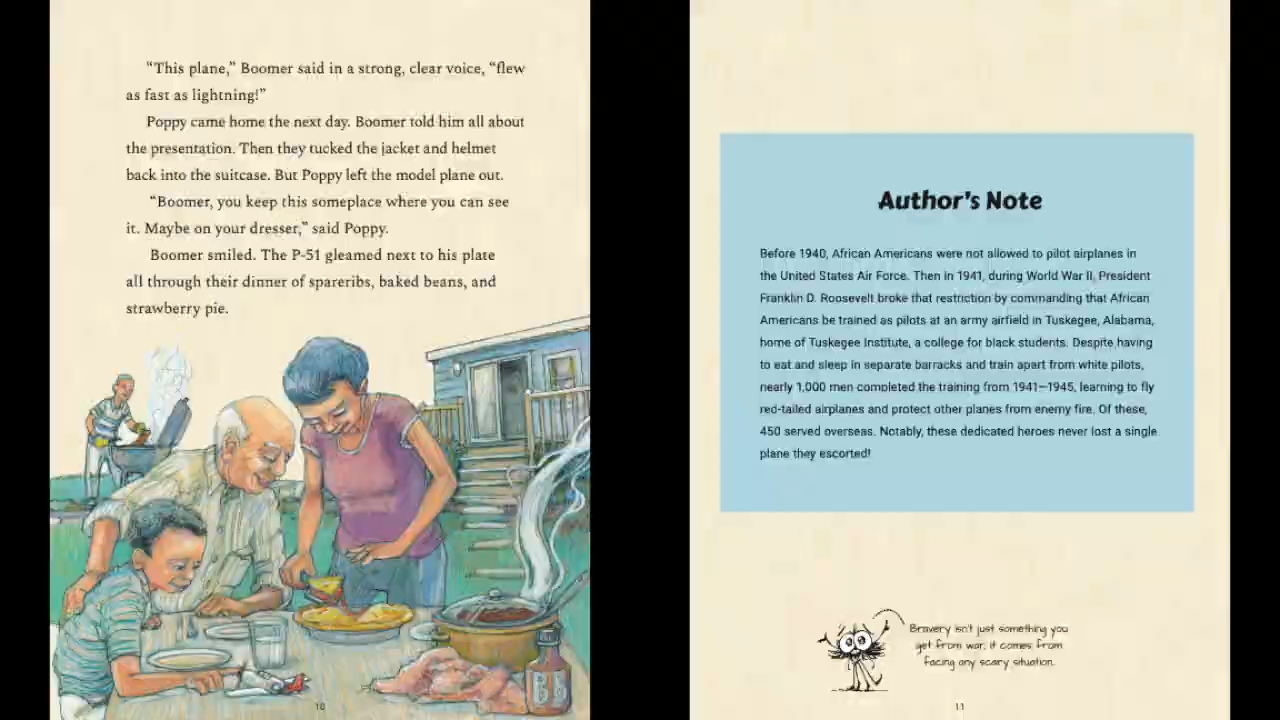 “This plane,” Boomer said in a strong, clear voice, “flew
as fast as lightning!”
Poppy came home the next day. Boomer told him all about
the presentation. Then they tucked the jacket and helmet
back into the suitcase. But Poppy left the model plane out.
“Boomer, you keep this someplace where you can see
it. Maybe on your dresser,” said Poppy.
Boomer smiled. The P-51 gleamed next to his plate
all through their dinner of spareribs, baked beans, and
strawberry pie.
10
Author’s Note
Before 1940, African Americans were not allowed to pilot airplanes in
the United States Air Force. Then in 1941, during World War II, President
Franklin D. Roosevelt broke that restriction by commanding that African
Americans be trained as pilots at an army airfield in Tuskegee, Alabama,
home of Tuskegee Institute, a college for black students. Despite having
to eat and sleep in separate barracks and train apart from white pilots,
nearly 1,000 men completed the training from 1941–1945, learning to fly
red-tailed airplanes and protect other planes from enemy fire. Of these,
450 served overseas. Notably, these dedicated heroes never lost a single
plane they escorted!
Bravery isn’t just something you
get from war; it comes from
facing any scary situation.
11